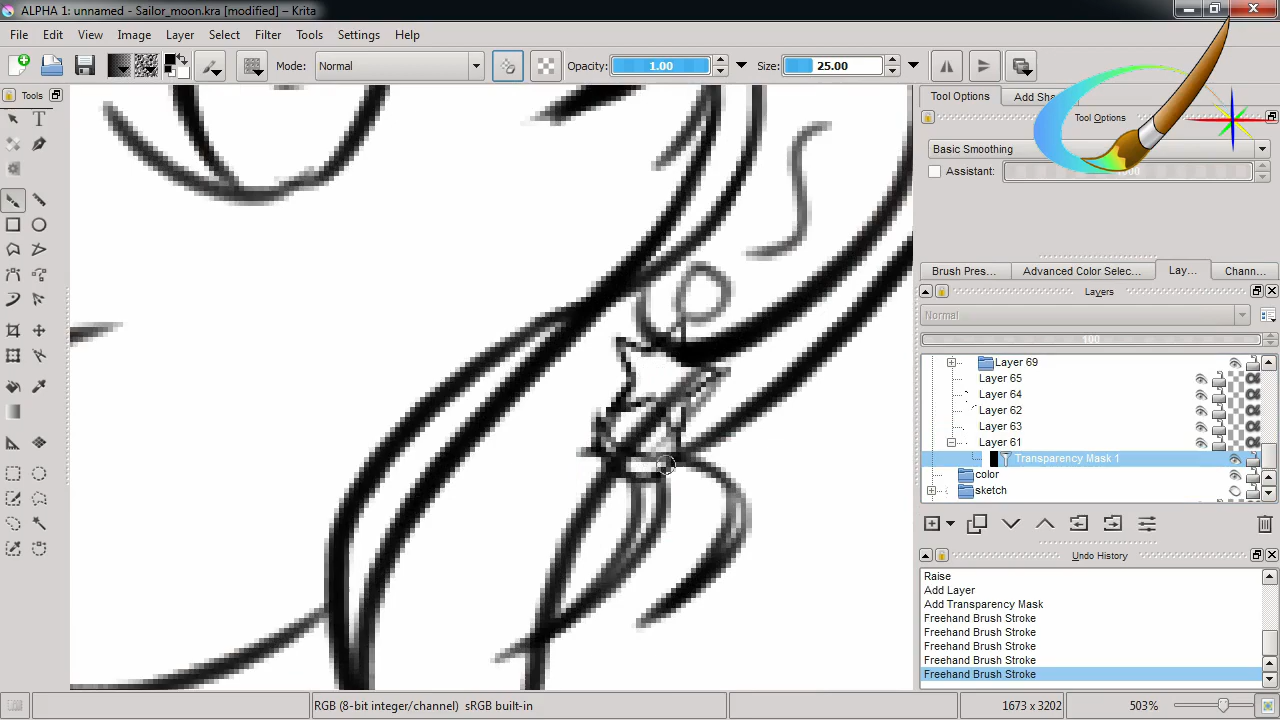 ALPHA 1: unnamed - Sailor_moon.kra [modified] – Krita
File Edit View Image Layer Select Filter Tools Settings Help
Mode: Normal Opacity: 1.00 Size: 25.00
Tools
Tool Options Add Sha
Tool Options
Basic Smoothing
Assistant:
Brush Pres... Advanced Color Selec... Lay... Chann...
Layers
Normal
100
Layer 69
Layer 65
Layer 64
Layer 62
Layer 63
Layer 61
Transparency Mask 1
color
sketch
Undo History
Raise
Add Layer
Add Transparency Mask
Freehand Brush Stroke
Freehand Brush Stroke
Freehand Brush Stroke
Freehand Brush Stroke
Freehand Brush Stroke
RGB (8-bit integer/channel) sRGB built-in 1673 x 3202 503%